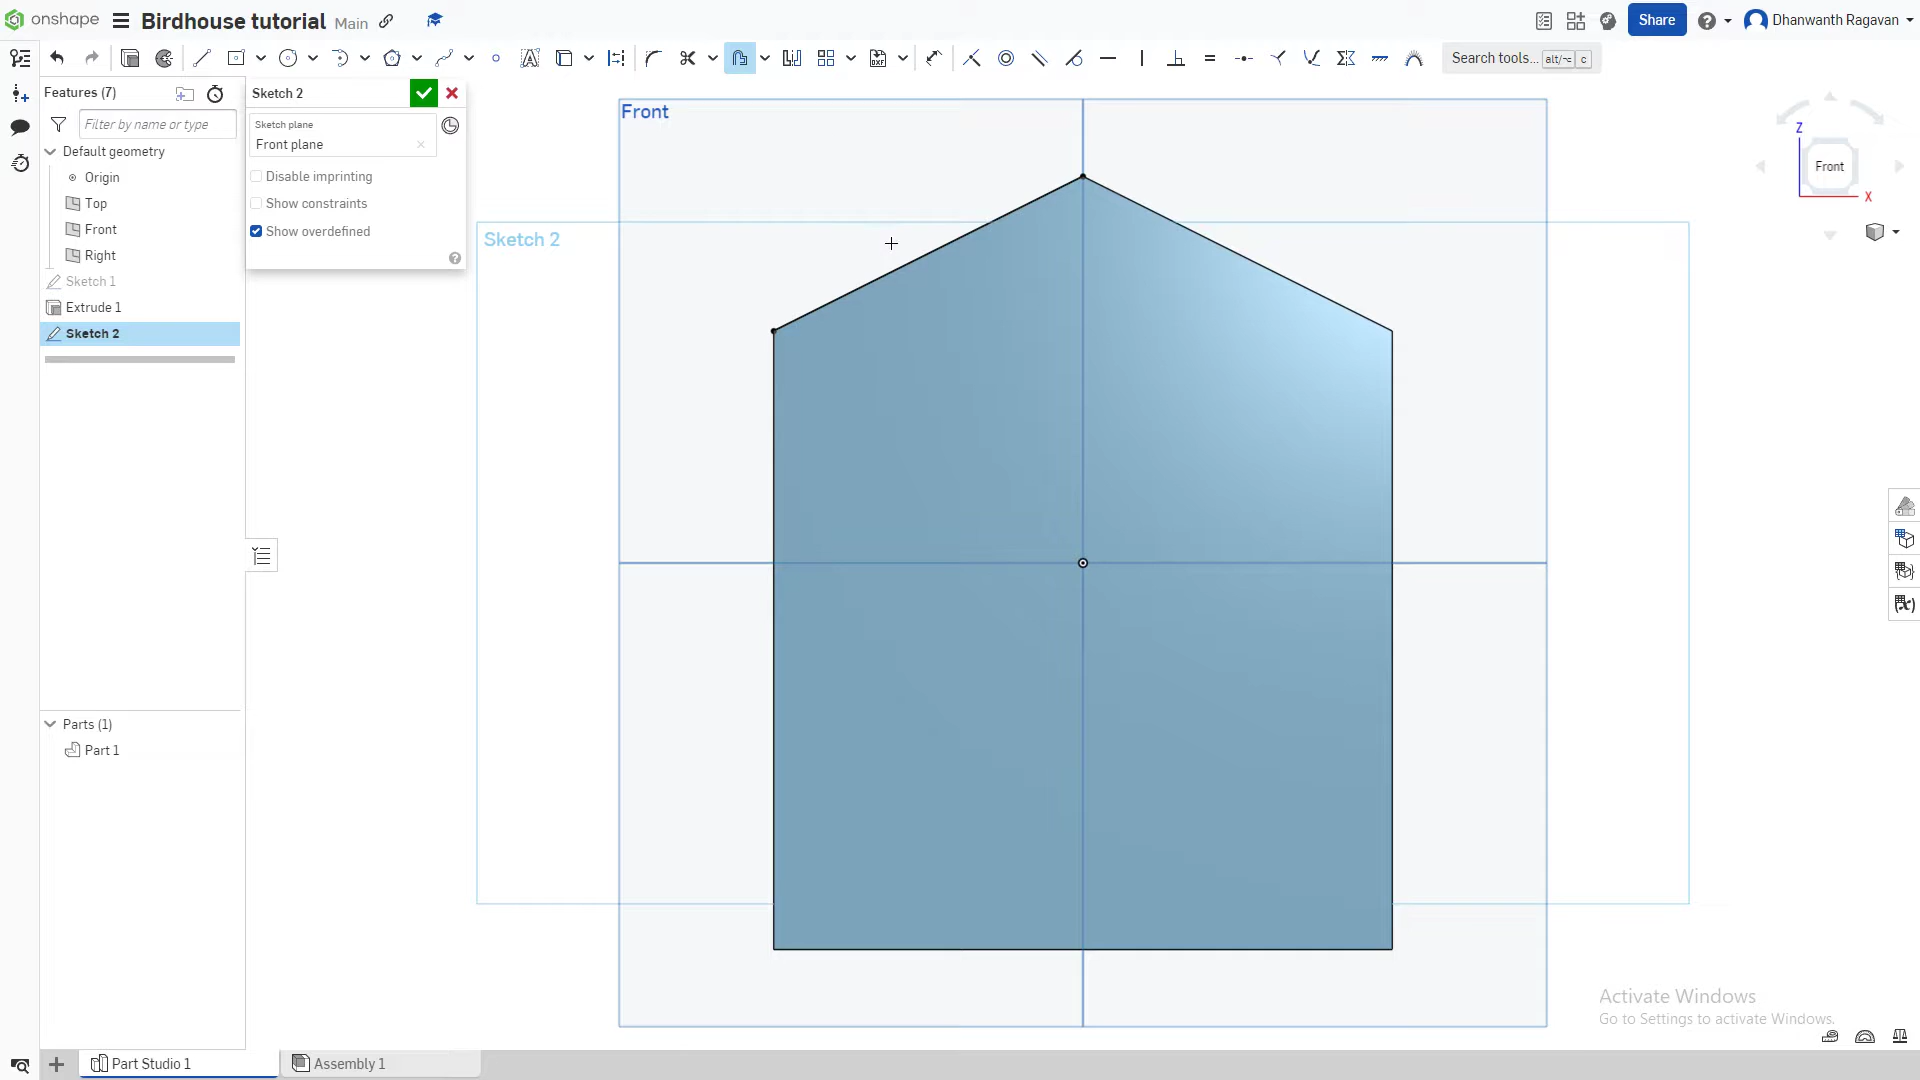 onshape
Birdhouse tutorial
Main
Share
Dhanwanth Ragavan
Search tools...
alt/⌥
c
Features (7)
Filter by name or type
Default geometry
Origin
Top
Front
Right
Sketch 1
Extrude 1
Sketch 2
Parts (1)
Part 1
Sketch 2
Sketch plane
Front plane
Disable imprinting
Show constraints
Show overdefined
Front
Sketch 2
Z
Front
X
Activate Windows
Go to Settings to activate Windows.
Part Studio 1
Assembly 1